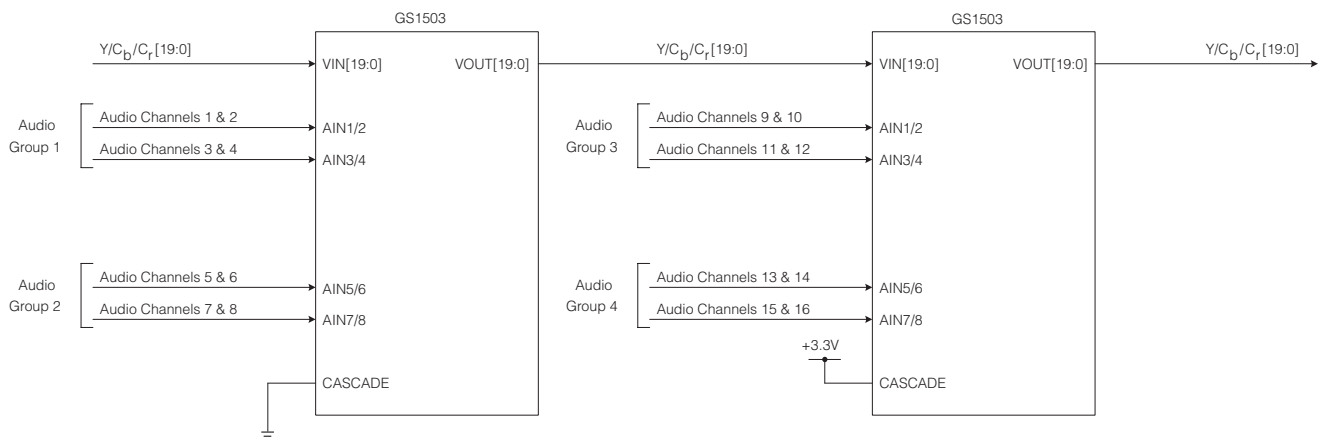 GS1503
GS1503
Y/Cb/Cr[19:0]
Y/Cb/Cr[19:0]
Y/Cb/Cr[19:0]
VIN[19:0]
VOUT[19:0]
VIN[19:0]
VOUT[19:0]
Audio
Group 1
Audio Channels 1 & 2
AIN1/2
Audio Channels 3 & 4
AIN3/4
Audio
Group 3
Audio Channels 9 & 10
AIN1/2
Audio Channels 11 & 12
AIN3/4
Audio
Group 2
Audio Channels 5 & 6
AIN5/6
Audio Channels 7 & 8
AIN7/8
Audio
Group 4
Audio Channels 13 & 14
AIN5/6
Audio Channels 15 & 16
AIN7/8
+3.3V
CASCADE
CASCADE